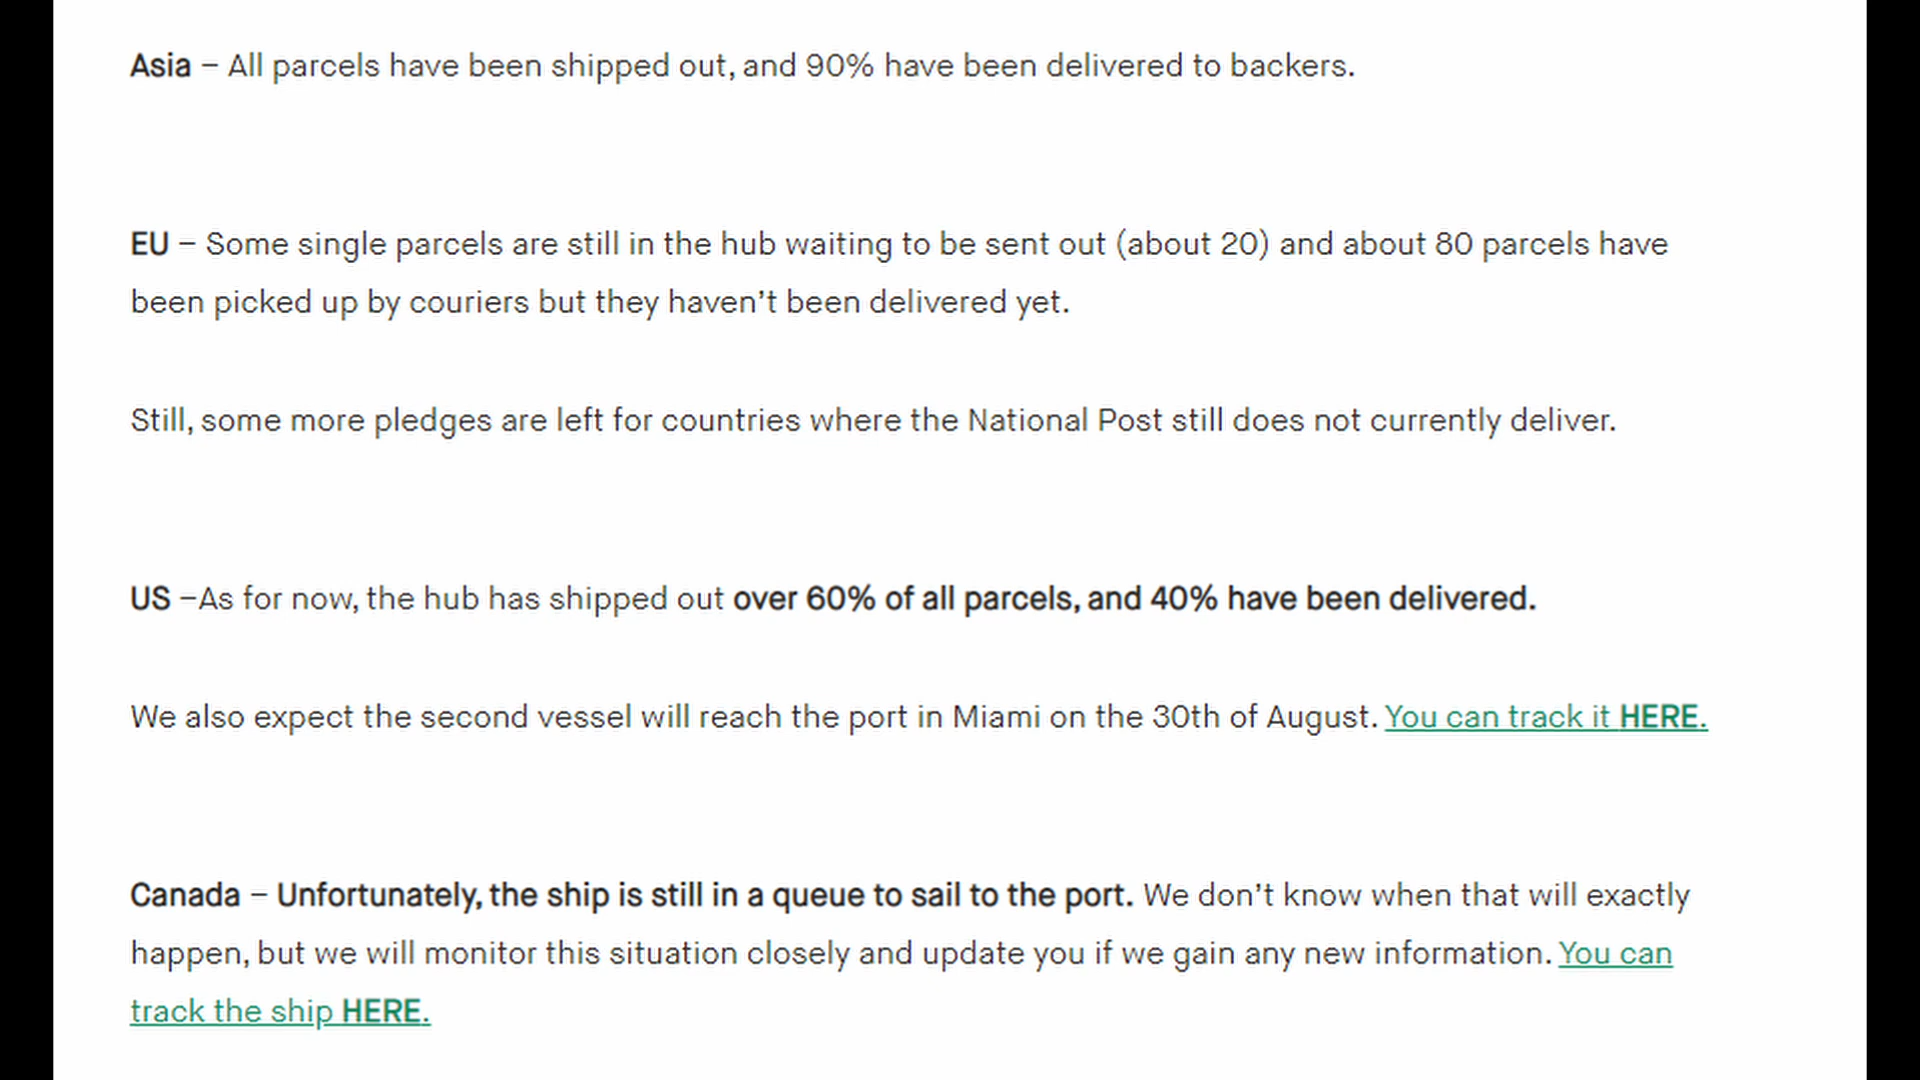 Asia – All parcels have been shipped out, and 90% have been delivered to backers.
EU – Some single parcels are still in the hub waiting to be sent out (about 20) and about 80 parcels have
been picked up by couriers but they haven't been delivered yet.
Still, some more pledges are left for countries where the National Post still does not currently deliver.
US –As for now, the hub has shipped out over 60% of all parcels, and 40% have been delivered.
We also expect the second vessel will reach the port in Miami on the 30th of August. You can track it HERE.
Canada – Unfortunately, the ship is still in a queue to sail to the port. We don't know when that will exactly
happen, but we will monitor this situation closely and update you if we gain any new information. You can
track the ship HERE.